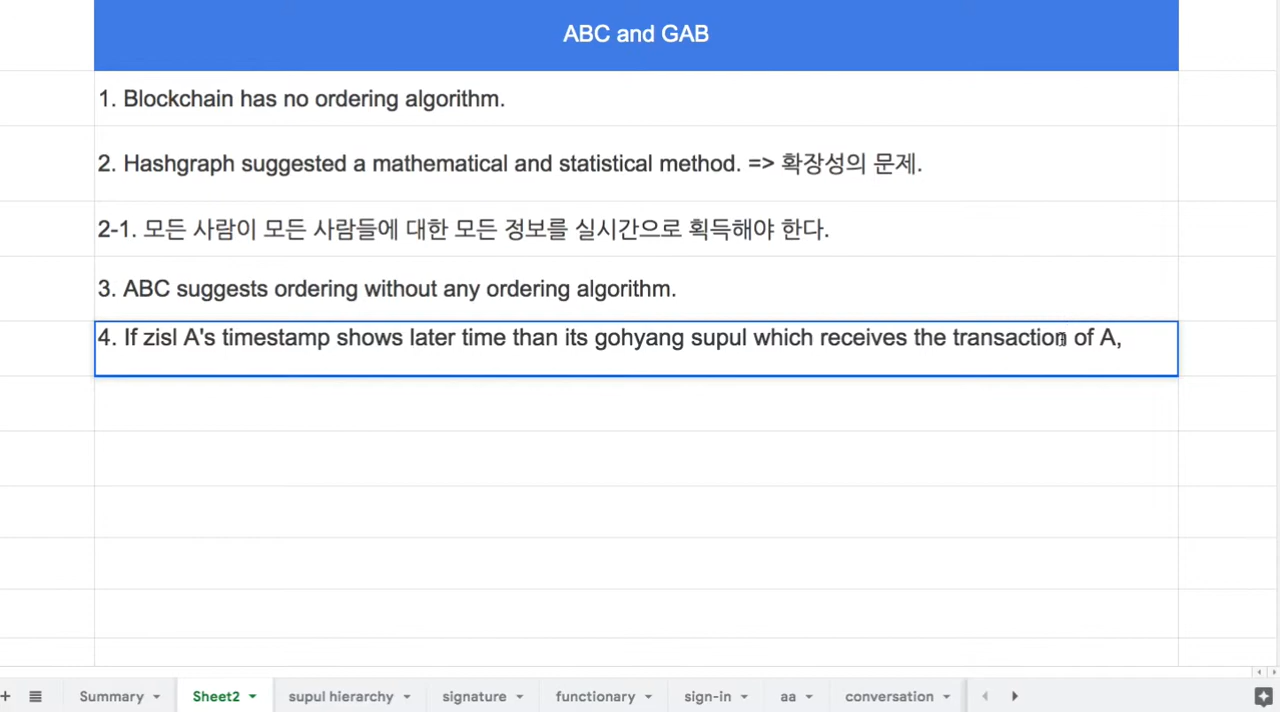 ABC and GAB
1. Blockchain has no ordering algorithm.
2. Hashgraph suggested a mathematical and statistical method. => 확장성의 문제.
2-1. 모든 사람이 모든 사람들에 대한 모든 정보를 실시간으로 획득해야 한다.
3. ABC suggests ordering without any ordering algorithm.
4. If zisl A's timestamp shows later time than its gohyang supul which receives the transaction of A,
Summary
Sheet2
supul hierarchy
signature
functionary
sign-in
aa
conversation